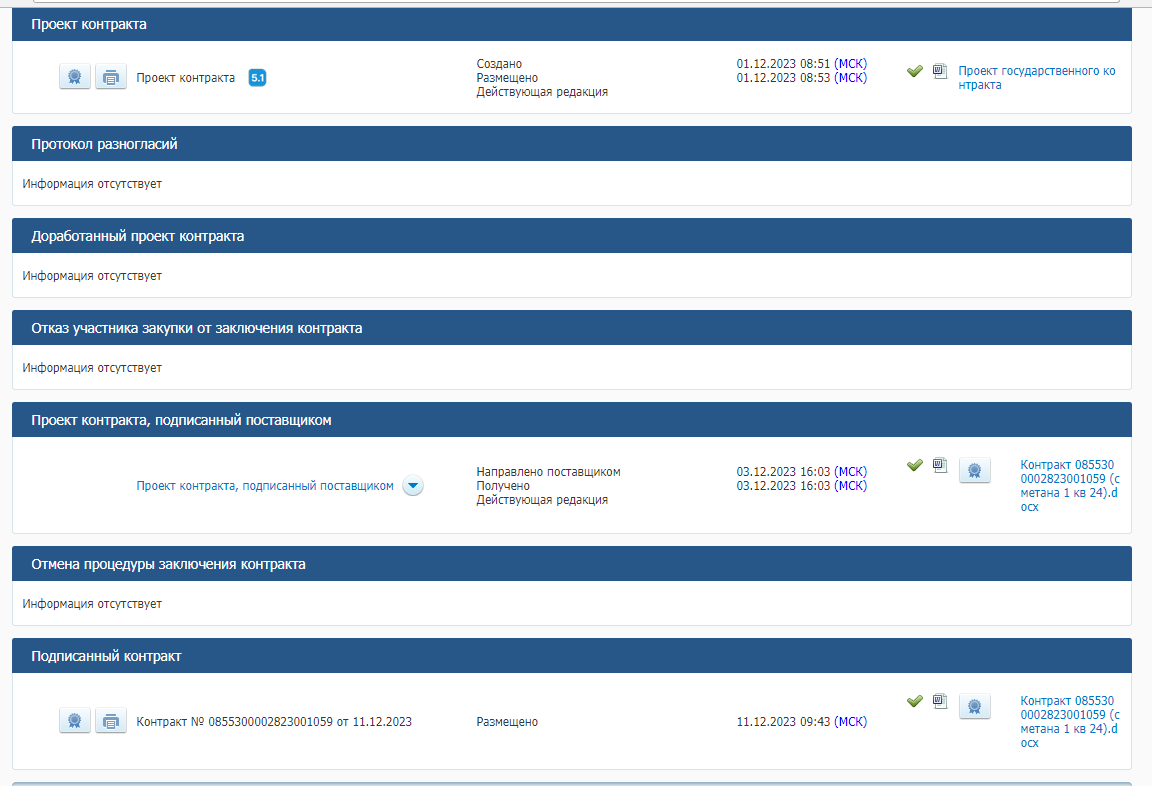 Проект контракта
Проект контракта 5.1
Создано 01.12.2023 08:51 (МСК)
Размещено 01.12.2023 08:53 (МСК)
Действующая редакция
Проект государственного ко
нтракта
Протокол разногласий
Информация отсутствует
Доработанный проект контракта
Информация отсутствует
Отказ участника закупки от заключения контракта
Информация отсутствует
Проект контракта, подписанный поставщиком
Проект контракта, подписанный поставщиком
Направлено поставщиком 03.12.2023 16:03 (МСК)
Получено 03.12.2023 16:03 (МСК)
Действующая редакция
Контракт 085530
0002823001059 (с
метана 1 кв 24).d
ocx
Отмена процедуры заключения контракта
Информация отсутствует
Подписанный контракт
Контракт № 0855300002823001059 от 11.12.2023 Размещено 11.12.2023 09:43 (МСК)
Контракт 085530
0002823001059 (с
метана 1 кв 24).d
ocx